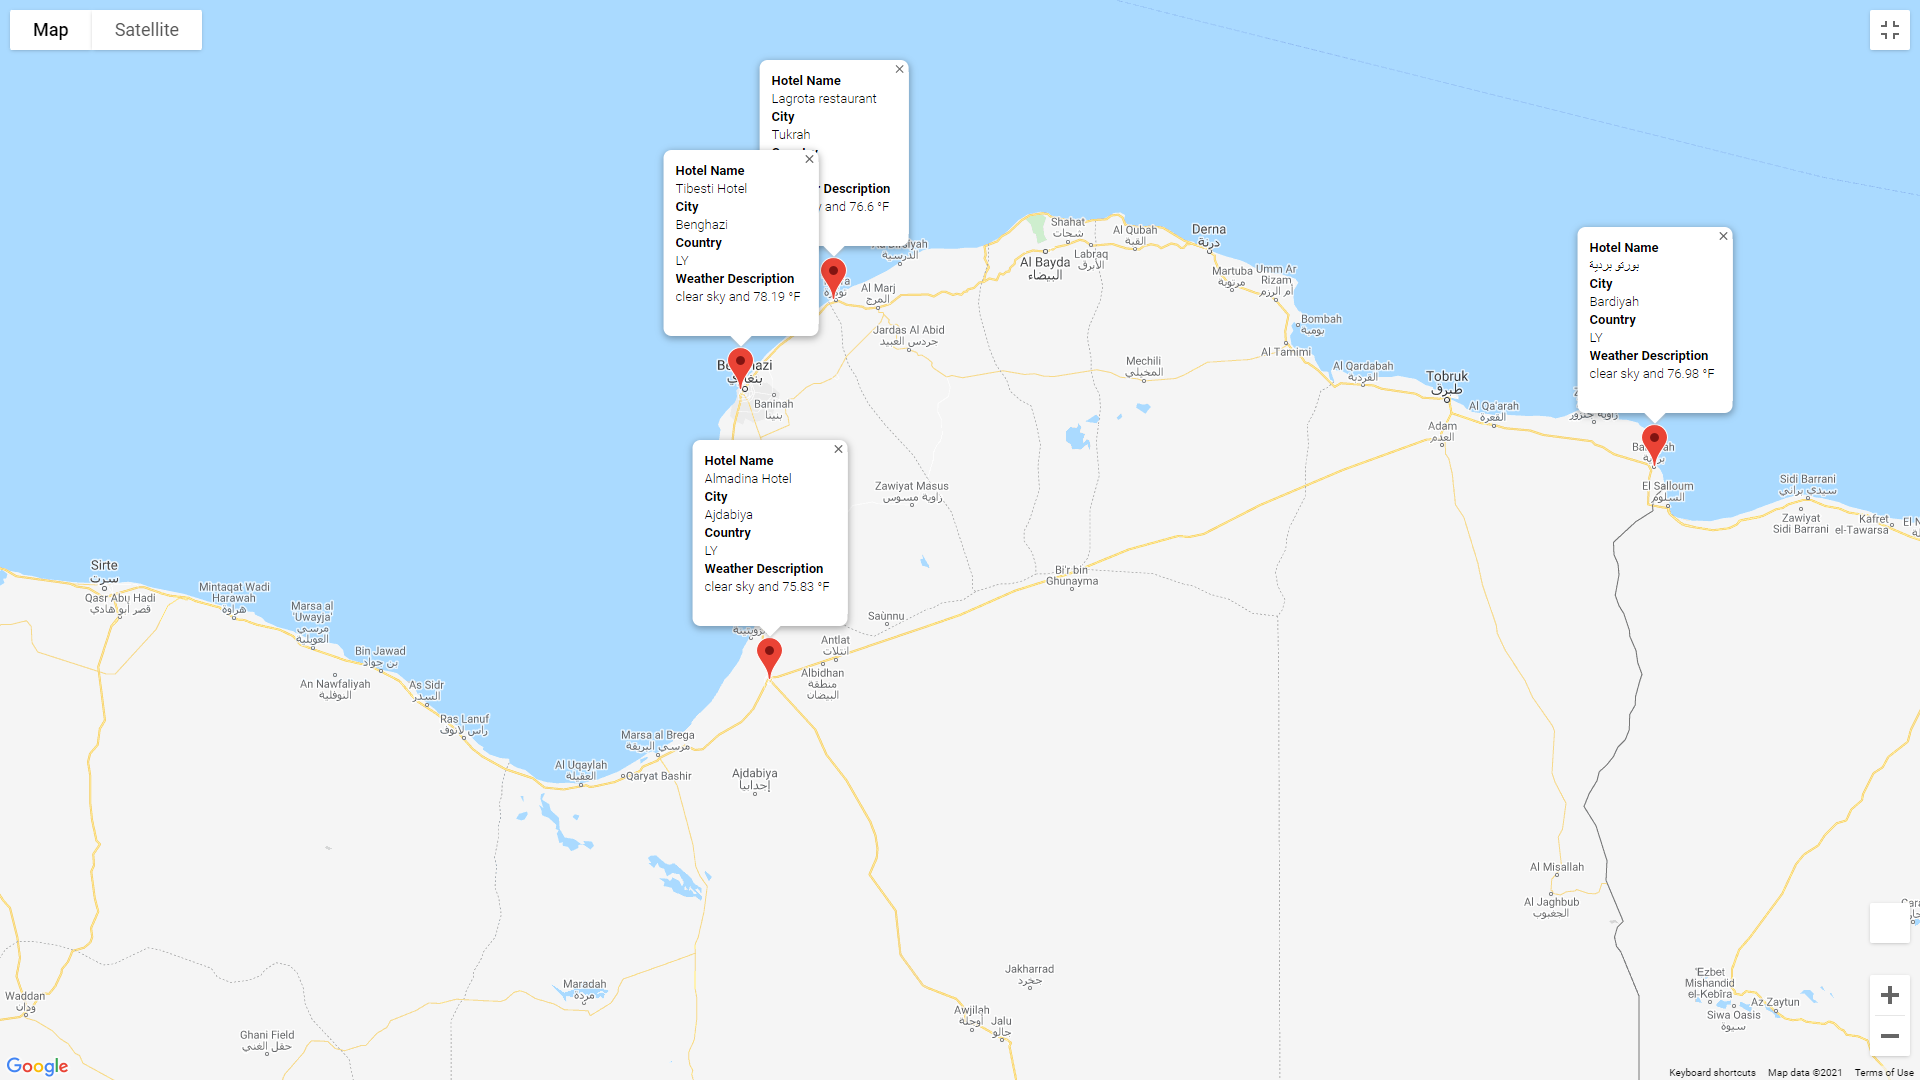 Map
Satellite
Hotel Name
Lagrota restaurant
City
Tukrah
Description
and 76.6 °F
Hotel Name
Tibesti Hotel
City
Benghazi
Country
LY
Weather Description
clear sky and 78.19 °F
Hotel Name
بورتو بردية
City
Bardiyah
Country
LY
Weather Description
clear sky and 76.98 °F
Hotel Name
Almadina Hotel
City
Ajdabiya
Country
LY
Weather Description
clear sky and 75.83 °F
Shahat
شحات
Al Qubah
القبة
Derna
درنة
Labraq
الأبرق
Al Bayda
البيضاء
Martuba
مرتوبة
Umm Ar
Rizam
أم الرزم
الدرسية
Al Marj
المرج
Jardas Al Abid
جردس العبيد
Bombah
بومبة
Al Tamimi
Mechili
المخيلي
Al Qardabah
القردبة
Tobruk
طبرق
Al Qa'arah
القعرة
Adam
العدم
بنغازي
Baninah
بنينا
El Salloum
السلوم
Sidi Barrani
سيدي براني
Zawiyat
Sidi Barrani
Kafret
el-Tawarsa
Zawiyat Masus
زاوية مسوس
Bi'r bin
Ghunayma
Saùnnu
Antlat
انتلات
Albidhan
منطقة
البيضان
Sirte
سرت
Qasr Abu Hadi
قصر أبو هادي
Mintaqat Wadi
Harawah
هراوة
Marsa al
'Uwayja'
مرسي
العويلية
Bin Jawad
بن جواد
An Nawfaliyah
النوفلية
As Sidr
السدر
Ras Lanuf
راس لانوف
Marsa al Brega
مرسي البريقة
Al Uqaylah
العقيلة
Qaryat Bashir
Ajdabiya
إجدابيا
Al Misallah
Al Jaghbub
الجغبوب
Jakharrad
جخرد
Maradah
مردة
Awjilah
أوجلة
Jalu
جالو
Waddan
ودان
Ghani Field
حقل الغني
'Ezbet
Mishandid
el-Kebîra
Az Zaytun
Siwa Oasis
سيوة
Google
Keyboard shortcuts
Map data ©2021
Terms of Use